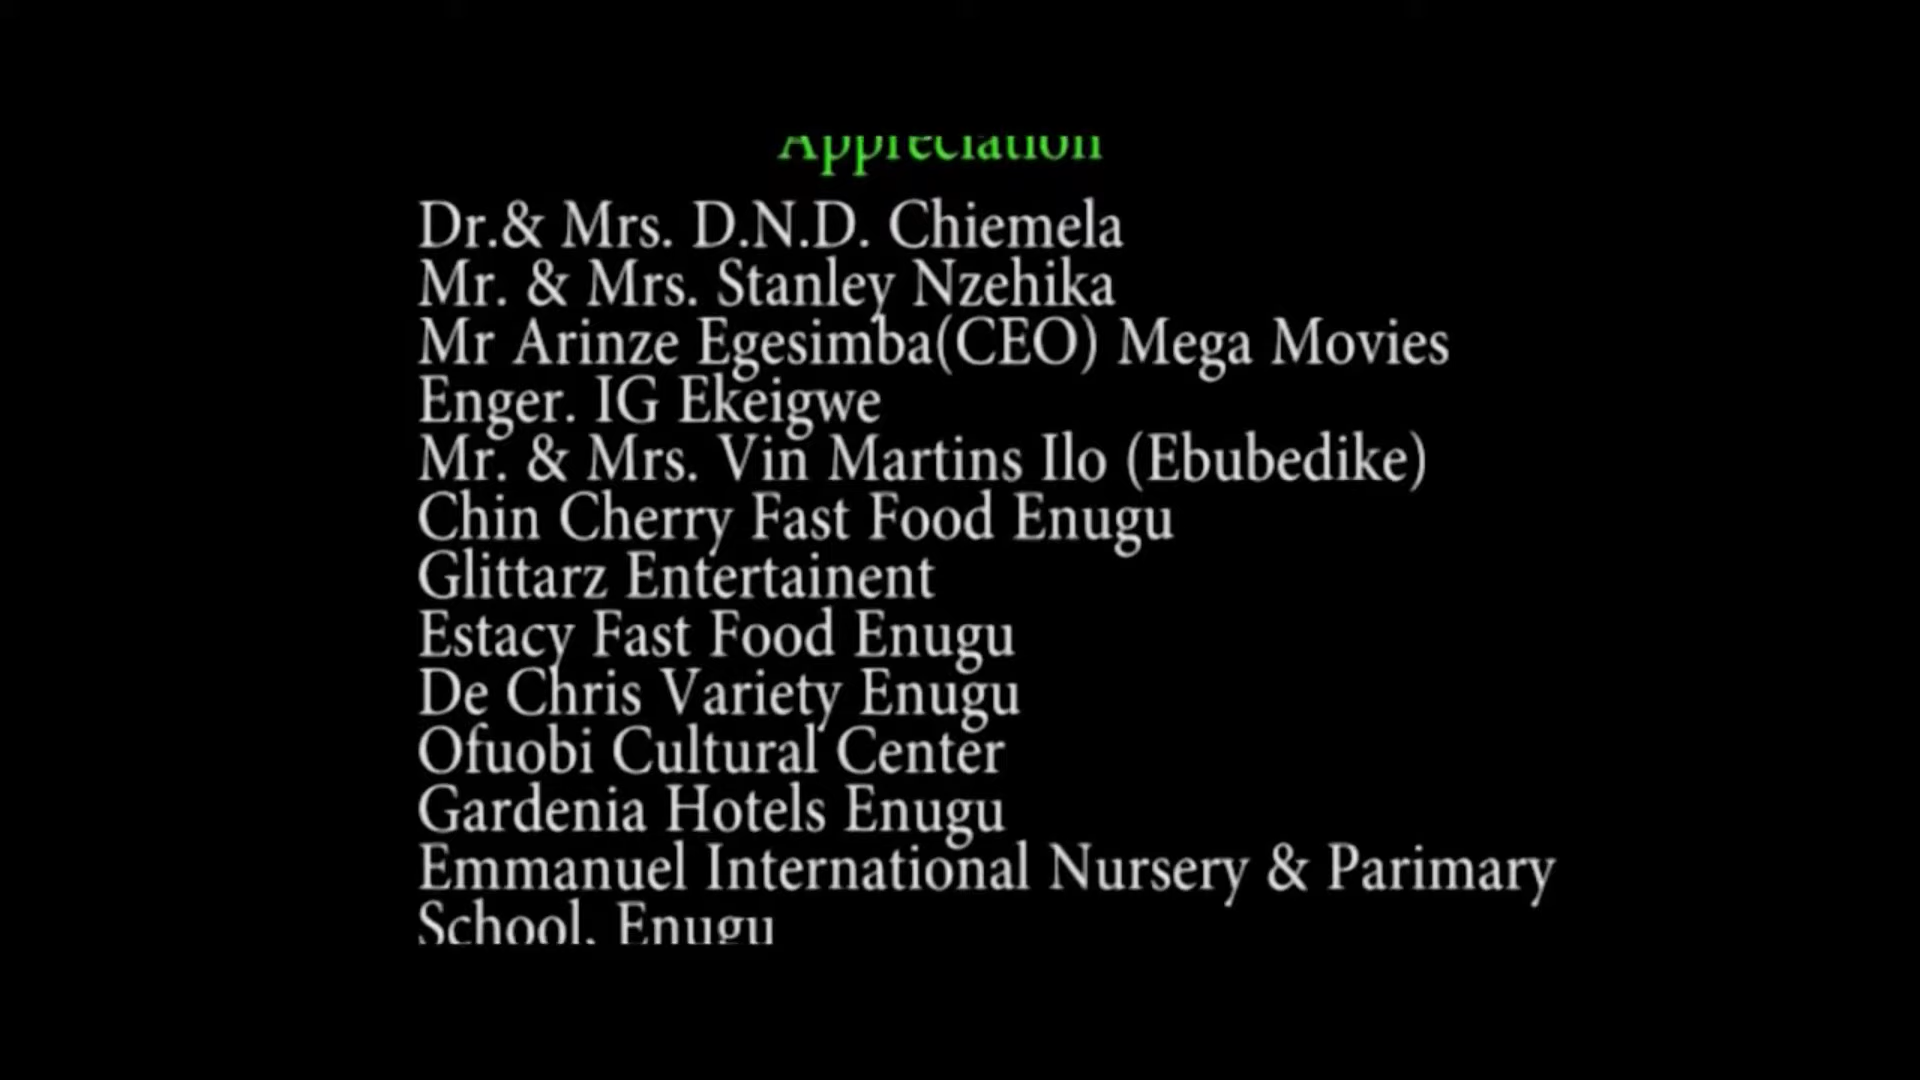 Appreciation
Dr.& Mrs. D.N.D. Chiemela
Mr. & Mrs. Stanley Nzehika
Mr Arinze Egesimba(CEO) Mega Movies
Enger. IG Ekeigwe
Mr. & Mrs. Vin Martins Ilo (Ebubedike)
Chin Cherry Fast Food Enugu
Glittarz Entertainent
Estacy Fast Food Enugu
De Chris Variety Enugu
Ofuobi Cultural Center
Gardenia Hotels Enugu
Emmanuel International Nursery & Parimary
School, Enugu